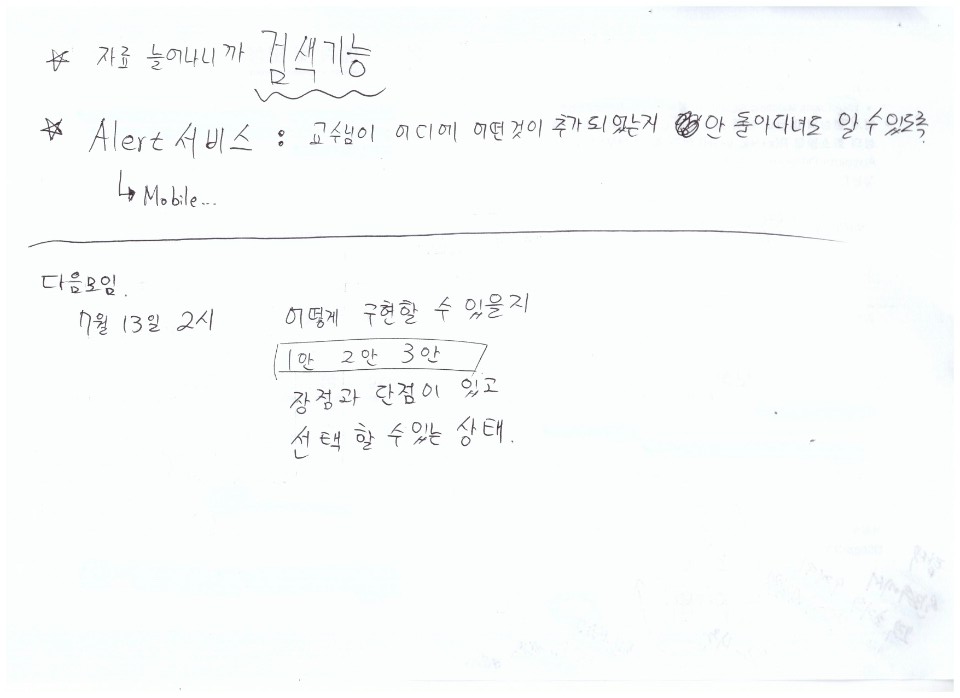 ☆ 자료 늘어나니까 검색기능
☆ Alert 서비스 : 교수님이 어디에 어떤것이 추가되있는지 안 돌아다녀도 알 수 있도록
↳ Mobile...
다음모임.
7월 13일 2시
어떻게 구현할 수 있을지
1안 2안 3안
장점과 단점이 있고
선택 할 수 있는 상태.